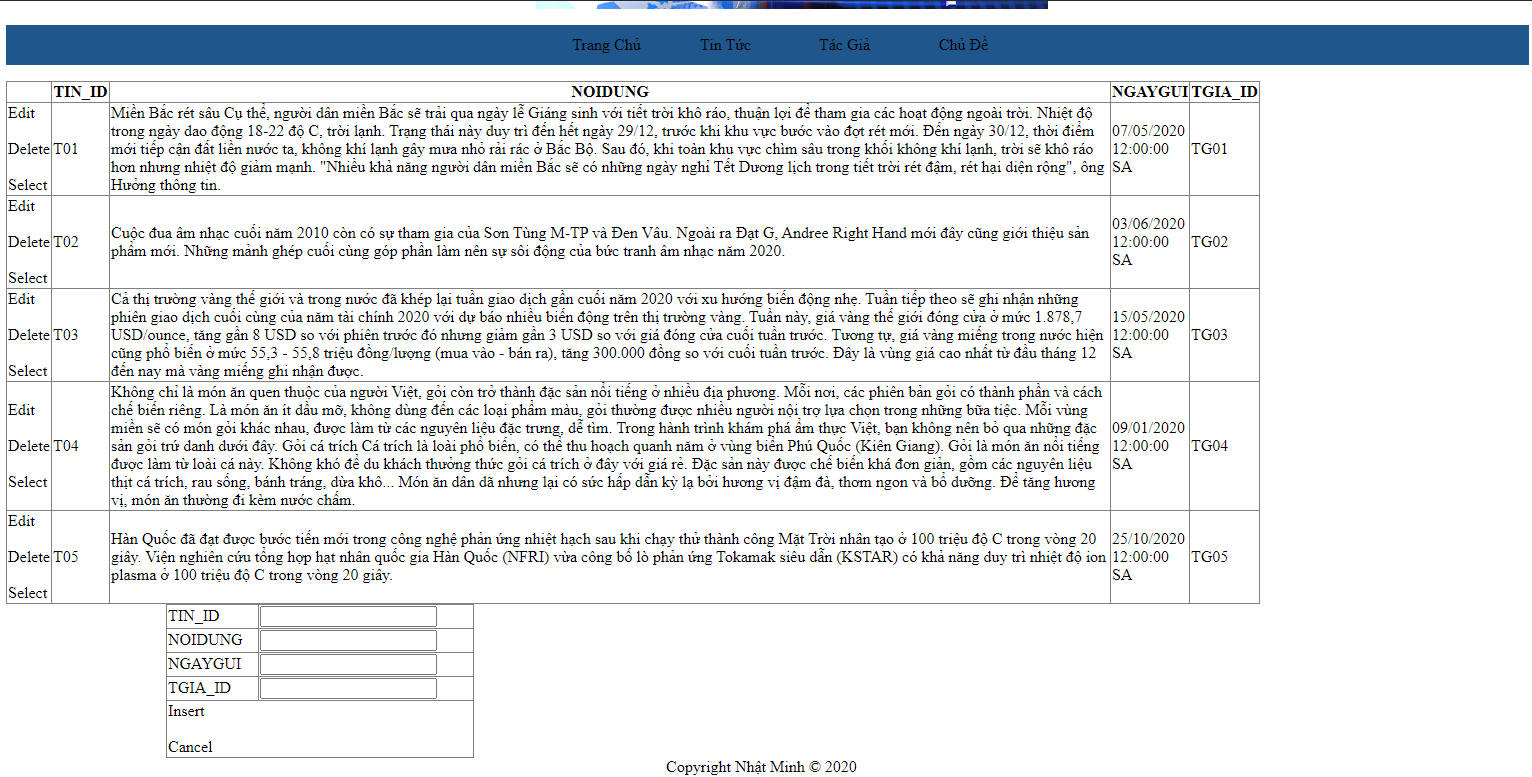 Trang Chủ Tin Tức Tác Giả Chủ Đề
TIN_ID NOIDUNG NGAYGUI TGIA_ID
Edit
Delete
Select
T01
Miền Bắc rét sâu Cụ thể, người dân miền Bắc sẽ trải qua ngày lễ Giáng sinh với tiết trời khô ráo, thuận lợi để tham gia các hoạt động ngoài trời. Nhiệt độ
trong ngày dao động 18-22 độ C, trời lạnh. Trạng thái này duy trì đến hết ngày 29/12, trước khi khu vực bước vào đợt rét mới. Đến ngày 30/12, thời điểm
mới tiếp cận đất liền nước ta, không khí lạnh gây mưa nhỏ rải rác ở Bắc Bộ. Sau đó, khi toàn khu vực chìm sâu trong khối không khí lạnh, trời sẽ khô ráo
hơn nhưng nhiệt độ giảm mạnh. "Nhiều khả năng người dân miền Bắc sẽ có những ngày nghỉ Tết Dương lịch trong tiết trời rét đậm, rét hại diện rộng", ông
Hưởng thông tin.
07/05/2020
12:00:00
SA
TG01
Edit
Delete
Select
T02
Cuộc đua âm nhạc cuối năm 2010 còn có sự tham gia của Sơn Tùng M-TP và Đen Vâu. Ngoài ra Đạt G, Andree Right Hand mới đây cũng giới thiệu sản
phẩm mới. Những mảnh ghép cuối cùng góp phần làm nên sự sôi động của bức tranh âm nhạc năm 2020.
03/06/2020
12:00:00
SA
TG02
Edit
Delete
Select
T03
Cả thị trường vàng thế giới và trong nước đã khép lại tuần giao dịch gần cuối năm 2020 với xu hướng biến động nhẹ. Tuần tiếp theo sẽ ghi nhận những
phiên giao dịch cuối cùng của năm tài chính 2020 với dự báo nhiều biến động trên thị trường vàng. Tuần này, giá vàng thế giới đóng cửa ở mức 1.878,7
USD/ounce, tăng gần 8 USD so với phiên trước đó nhưng giảm gần 3 USD so với giá đóng cửa cuối tuần trước. Tương tự, giá vàng miếng trong nước hiện
cũng phổ biến ở mức 55,3 - 55,8 triệu đồng/lượng (mua vào - bán ra), tăng 300.000 đồng so với cuối tuần trước. Đây là vùng giá cao nhất từ đầu tháng 12
đến nay mà vàng miếng ghi nhận được.
15/05/2020
12:00:00
SA
TG03
Edit
Delete
Select
T04
Không chỉ là món ăn quen thuộc của người Việt, gỏi còn trở thành đặc sản nổi tiếng ở nhiều địa phương. Mỗi nơi, các phiên bản gỏi có thành phần và cách
chế biến riêng. Là món ăn ít dầu mỡ, không dùng đến các loại phẩm màu, gỏi thường được nhiều người nội trợ lựa chọn trong những bữa tiệc. Mỗi vùng
miền sẽ có món gỏi khác nhau, được làm từ các nguyên liệu đặc trưng, dễ tìm. Trong hành trình khám phá ẩm thực Việt, bạn không nên bỏ qua những đặc
sản gỏi trứ danh dưới đây. Gỏi cá trích Cá trích là loài phổ biến, có thể thu hoạch quanh năm ở vùng biển Phú Quốc (Kiên Giang). Gỏi là món ăn nổi tiếng
được làm từ loài cá này. Không khó để du khách thưởng thức gỏi cá trích ở đây với giá rẻ. Đặc sản này được chế biến khá đơn giản, gồm các nguyên liệu
thịt cá trích, rau sống, bánh tráng, dừa khô... Món ăn dân dã nhưng lại có sức hấp dẫn kỳ lạ bởi hương vị đậm đà, thơm ngon và bổ dưỡng. Để tăng hương
vị, món ăn thường đi kèm nước chấm.
09/01/2020
12:00:00
SA
TG04
Edit
Delete
Select
T05
Hàn Quốc đã đạt được bước tiến mới trong công nghệ phản ứng nhiệt hạch sau khi chạy thử thành công Mặt Trời nhân tạo ở 100 triệu độ C trong vòng 20
giây. Viện nghiên cứu tổng hợp hạt nhân quốc gia Hàn Quốc (NFRI) vừa công bố lò phản ứng Tokamak siêu dẫn (KSTAR) có khả năng duy trì nhiệt độ ion
plasma ở 100 triệu độ C trong vòng 20 giây.
25/10/2020
12:00:00
SA
TG05
TIN_ID
NOIDUNG
NGAYGUI
TGIA_ID
Insert
Cancel
Copyright Nhật Minh © 2020